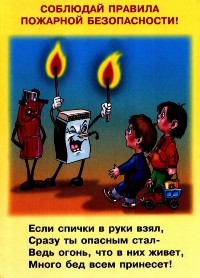 СОБЛЮДАЙ ПРАВИЛА
ПОЖАРНОЙ БЕЗОПАСНОСТИ!
Если спички в руки взял,
Сразу ты опасным стал-
Ведь огонь, что в них живет,
Много бед всем принесет!